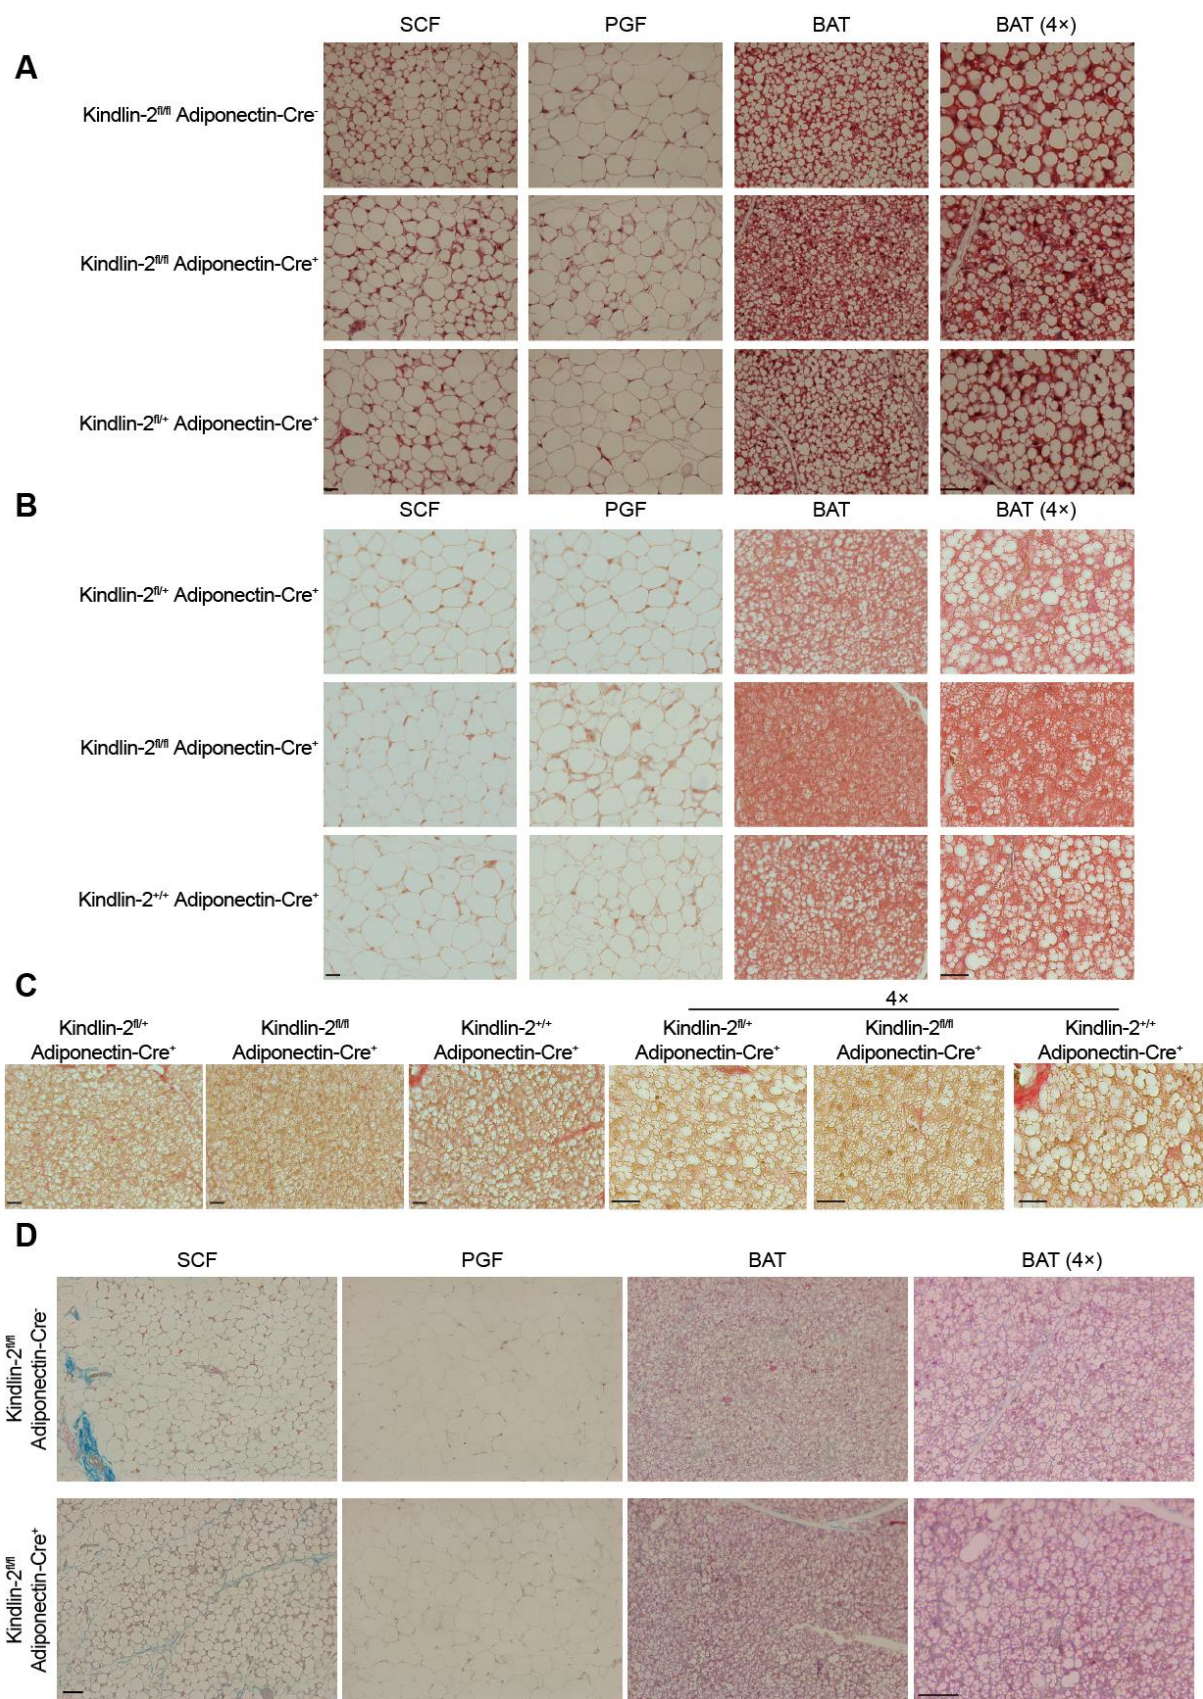 A
SCF PGF BAT BAT (4×)
Kindlin-2fl/fl Adiponectin-Cre-
Kindlin-2fl/fl Adiponectin-Cre+
Kindlin-2fl/+ Adiponectin-Cre+
B
SCF PGF BAT BAT (4×)
Kindlin-2fl/+ Adiponectin-Cre+
Kindlin-2fl/fl Adiponectin-Cre+
Kindlin-2+/+ Adiponectin-Cre+
C
4×
Kindlin-2fl/+ Kindlin-2fl/fl Kindlin-2+/+ Kindlin-2fl/+ Kindlin-2fl/fl Kindlin-2+/+
Adiponectin-Cre+ Adiponectin-Cre+ Adiponectin-Cre+ Adiponectin-Cre+ Adiponectin-Cre+ Adiponectin-Cre+
D
SCF PGF BAT BAT (4×)
Kindlin-2fl/fl
Adiponectin-Cre-
Kindlin-2fl/fl
Adiponectin-Cre+